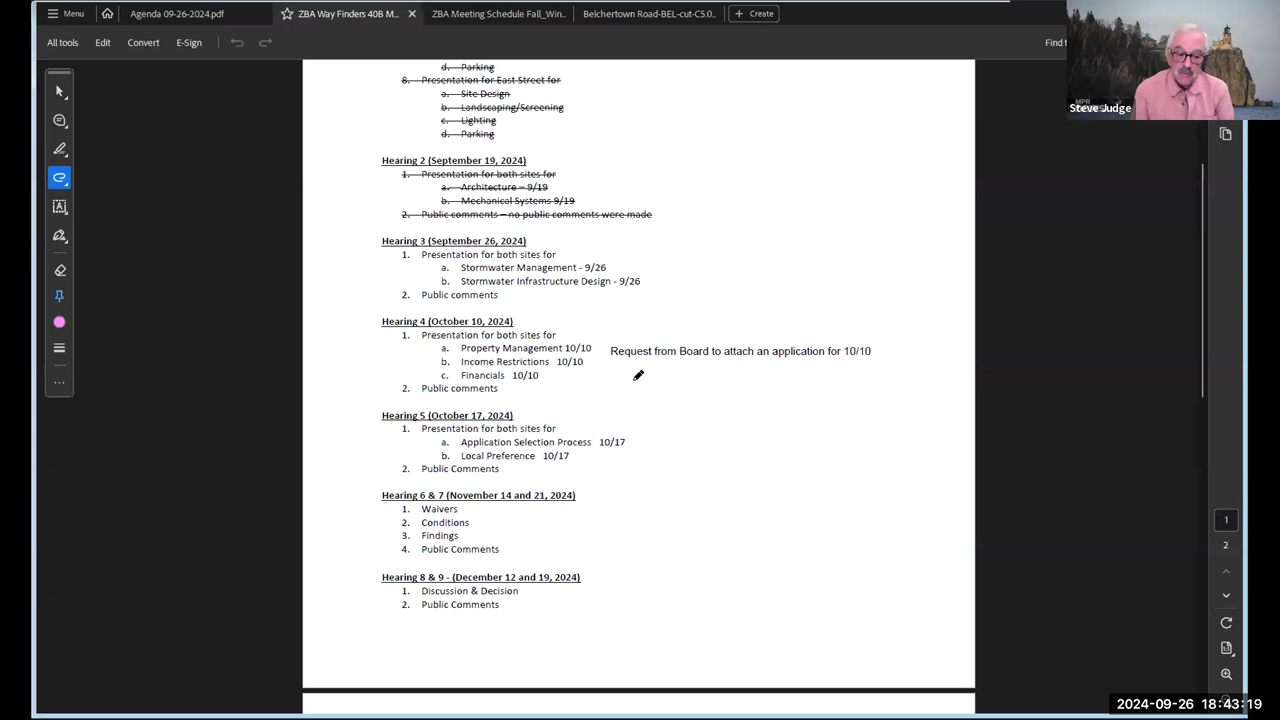 Menu
Agenda 09-26-2024.pdf
ZBA Way Finders 40B M...
ZBA Meeting Schedule Fall_Win...
Belchertown Road-BEL-cut-CS.0...
+ Create
All tools
Edit
Convert
E-Sign
Find t
d. Parking
8. Presentation for East Street for
a. Site Design
b. Landscaping/Screening
c. Lighting
d. Parking
Hearing 2 (September 19, 2024)
1. Presentation for both sites for
a. Architecture – 9/19
b. Mechanical Systems 9/19
2. Public comments – no public comments were made
Hearing 3 (September 26, 2024)
1. Presentation for both sites for
a. Stormwater Management - 9/26
b. Stormwater Infrastructure Design - 9/26
2. Public comments
Hearing 4 (October 10, 2024)
1. Presentation for both sites for
a. Property Management 10/10
Request from Board to attach an application for 10/10
b. Income Restrictions 10/10
c. Financials 10/10
2. Public comments
Hearing 5 (October 17, 2024)
1. Presentation for both sites for
a. Application Selection Process 10/17
b. Local Preference 10/17
2. Public Comments
Hearing 6 & 7 (November 14 and 21, 2024)
1. Waivers
2. Conditions
3. Findings
4. Public Comments
Hearing 8 & 9 - (December 12 and 19, 2024)
1. Discussion & Decision
2. Public Comments
MPR
Steve Judge
1
2
2024-09-26 18:43:19